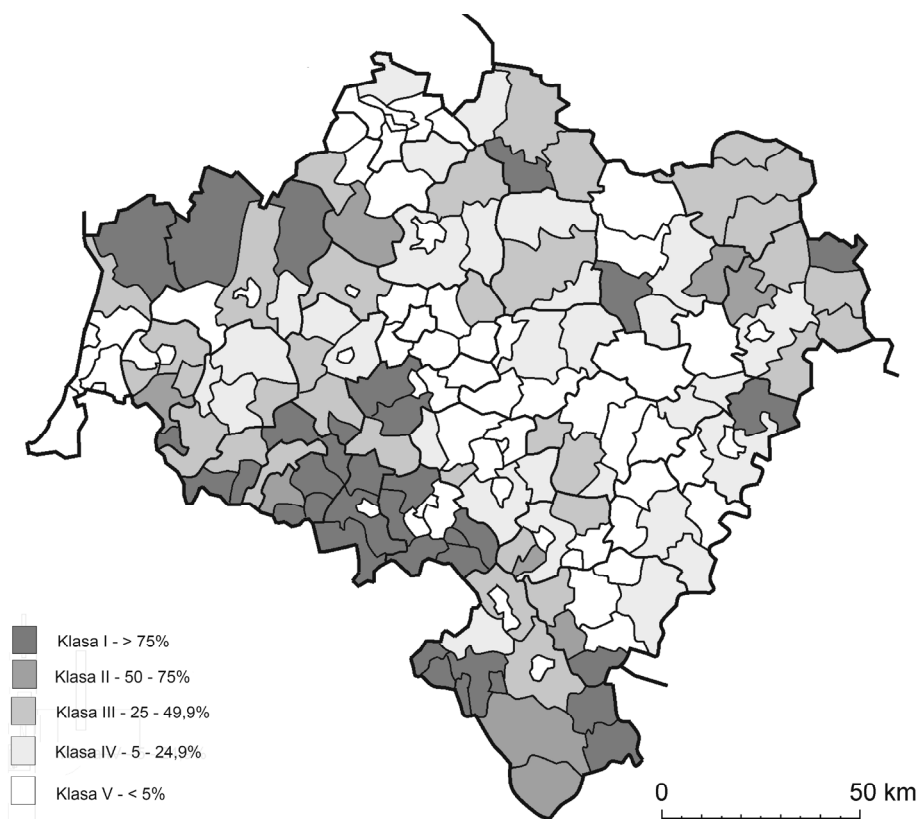 Klasa I - > 75%
Klasa II - 50 - 75%
Klasa III - 25 - 49,9%
Klasa IV - 5 - 24,9%
Klasa V - < 5%
0 50 km